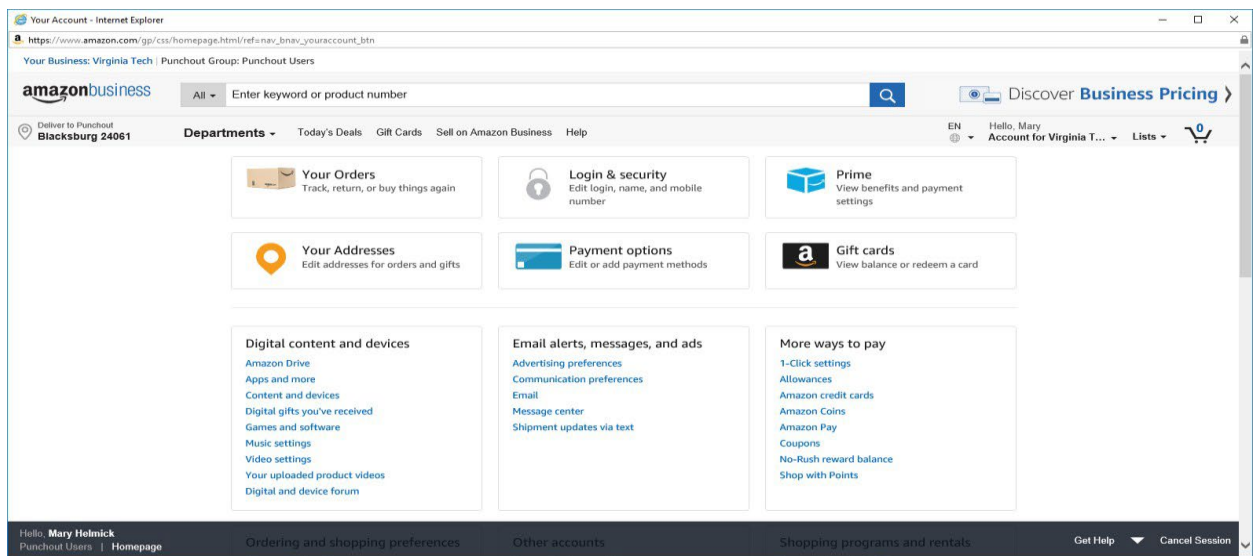 Your Account - Internet Explorer
https://www.amazon.com/gp/css/homepage.html/ref=nav_bnav_youraccount_btn
Your Business: Virginia Tech | Punchout Group: Punchout Users
amazonbusiness
All
Enter keyword or product number
Discover Business Pricing
Deliver to Punchout
Blacksburg 24061
Departments
Today's Deals Gift Cards Sell on Amazon Business Help
EN
Hello, Mary
Account for Virginia T...
Lists
0
Your Orders
Track, return, or buy things again
Login & security
Edit login, name, and mobile
number
Prime
View benefits and payment
settings
Your Addresses
Edit addresses for orders and gifts
Payment options
Edit or add payment methods
a
Gift cards
View balance or redeem a card
Digital content and devices
Amazon Drive
Apps and more
Content and devices
Digital gifts you've received
Games and software
Music settings
Video settings
Your uploaded product videos
Digital and device forum
Email alerts, messages, and ads
Advertising preferences
Communication preferences
Email
Message center
Shipment updates via text
More ways to pay
1-Click settings
Allowances
Amazon credit cards
Amazon Coins
Amazon Pay
Coupons
No-Rush reward balance
Shop with Points
Hello, Mary Helmick
Punchout Users | Homepage
Ordering and shopping preferences
Other accounts
Shopping programs and rentals
Get Help
Cancel Session